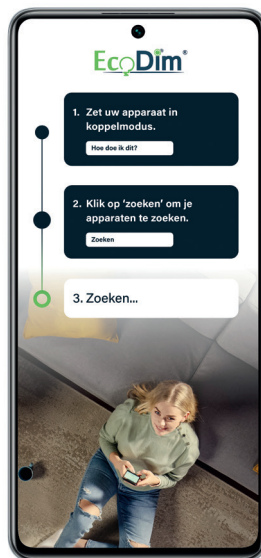 EcoDim®
1. Zet uw apparaat in
koppelmodus.
Hoe doe ik dit?
2. Klik op ‘zoeken’ om je
apparaten te zoeken.
Zoeken
3. Zoeken...